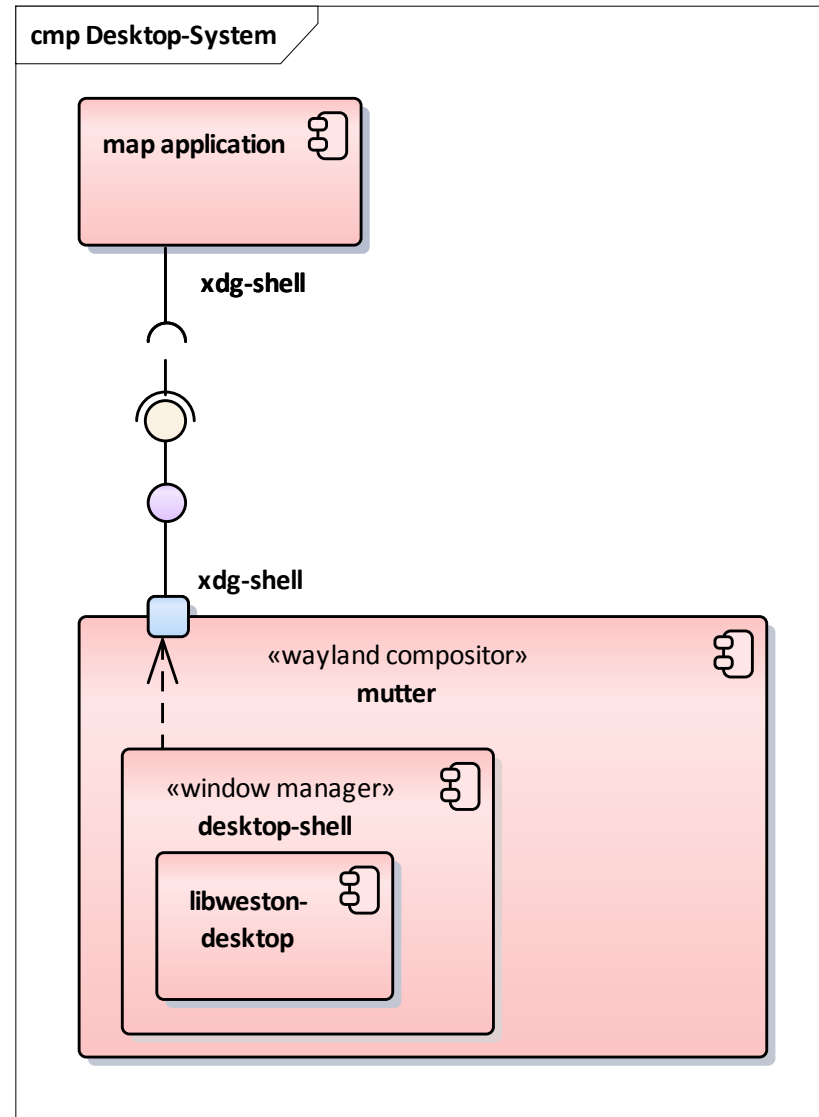 cmp Desktop-System
map application
xdg-shell
xdg-shell
«wayland compositor»
mutter
«window manager»
desktop-shell
libweston-
desktop